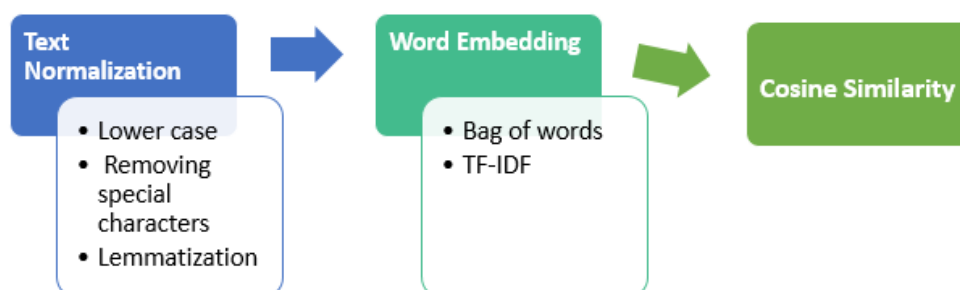 Text
Normalization
• Lower case
• Removing
special
characters
• Lemmatization
Word Embedding
• Bag of words
• TF-IDF
Cosine Similarity